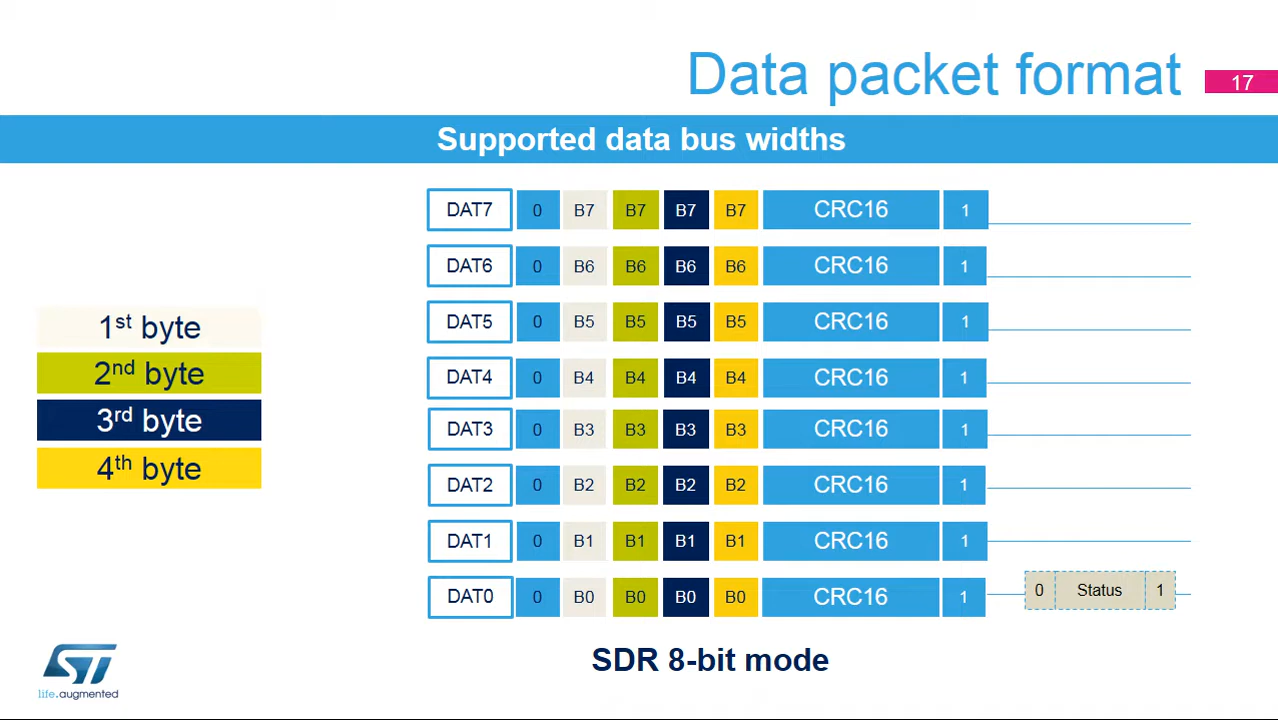 Data packet format
17
Supported data bus widths
DAT7 0 B7 B7 B7 B7 CRC16 1
DAT6 0 B6 B6 B6 B6 CRC16 1
DAT5 0 B5 B5 B5 B5 CRC16 1
DAT4 0 B4 B4 B4 B4 CRC16 1
DAT3 0 B3 B3 B3 B3 CRC16 1
DAT2 0 B2 B2 B2 B2 CRC16 1
DAT1 0 B1 B1 B1 B1 CRC16 1
DAT0 0 B0 B0 B0 B0 CRC16 1 0 Status 1
1st byte
2nd byte
3rd byte
4th byte
SDR 8-bit mode
ST
life.augmented